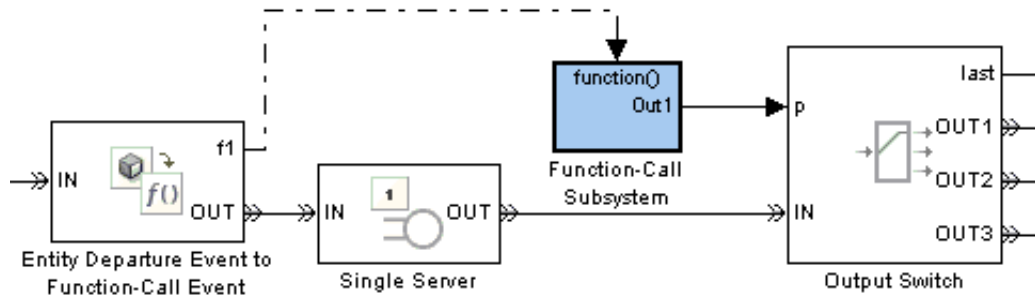 IN
f1
f()
OUT
Entity Departure Event to
Function-Call Event
IN
1
OUT
Single Server
function()
Out1
Function-Call
Subsystem
p
IN
last
OUT1
OUT2
OUT3
Output Switch